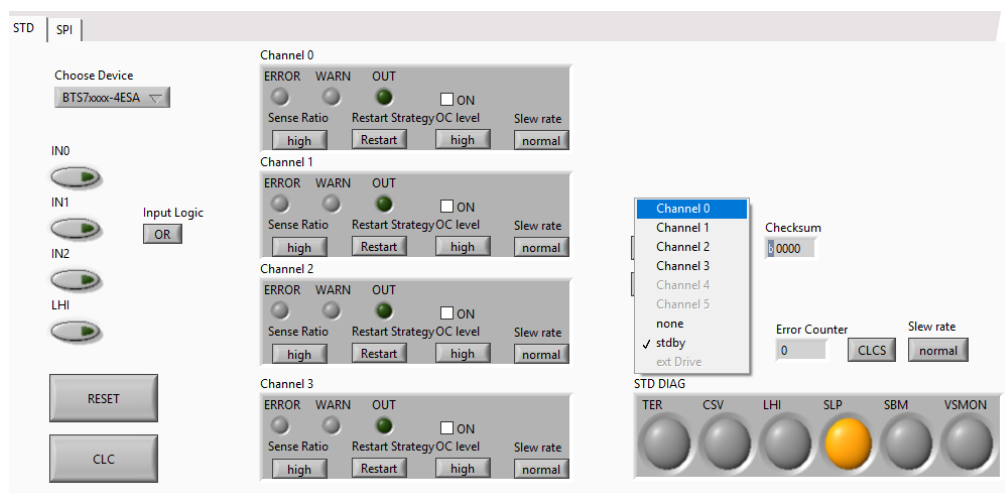 STD SPI
Choose Device
BTS7xxxx-4ESA
IN0
IN1
Input Logic
OR
IN2
LHI
RESET
CLC
Channel 0
ERROR WARN OUT
ON
Sense Ratio Restart Strategy OC level Slew rate
high Restart high normal
Channel 1
ERROR WARN OUT
ON
Sense Ratio Restart Strategy OC level Slew rate
high Restart high normal
Channel 2
ERROR WARN OUT
ON
Sense Ratio Restart Strategy OC level Slew rate
high Restart high normal
Channel 3
ERROR WARN OUT
ON
Sense Ratio Restart Strategy OC level Slew rate
high Restart high normal
Channel 0
Channel 1
Channel 2
Channel 3
Channel 4
Channel 5
none
✓ stdby
ext Drive
Checksum
b 0000
Error Counter Slew rate
0 CLCS normal
STD DIAG
TER CSV LHI SLP SBM VSMON